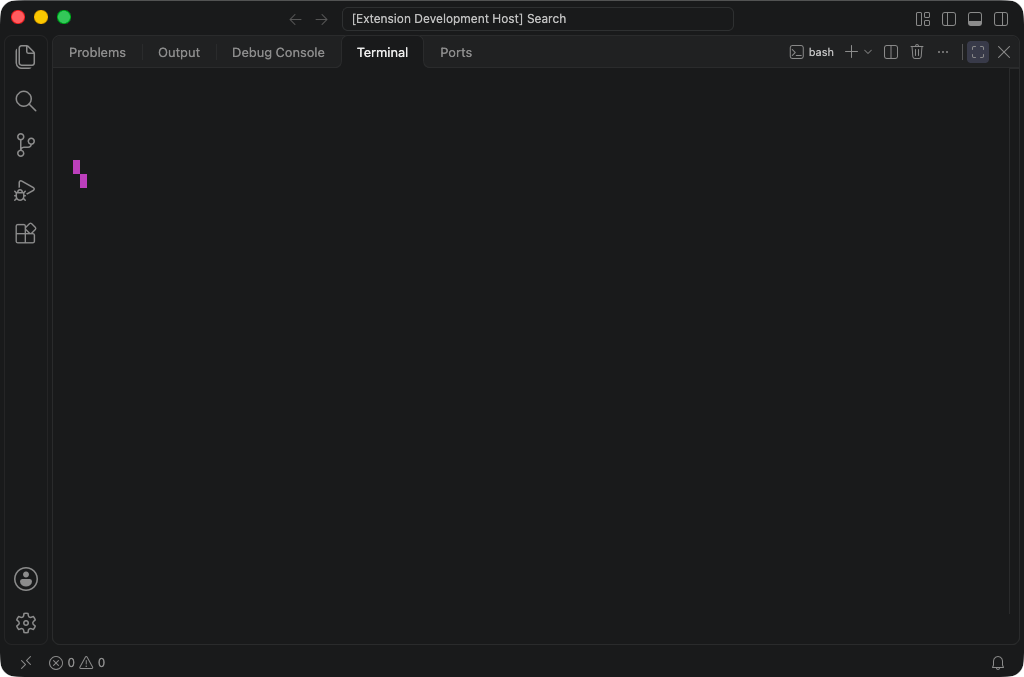 [Extension Development Host] Search
Problems Output Debug Console Terminal Ports bash
0 0